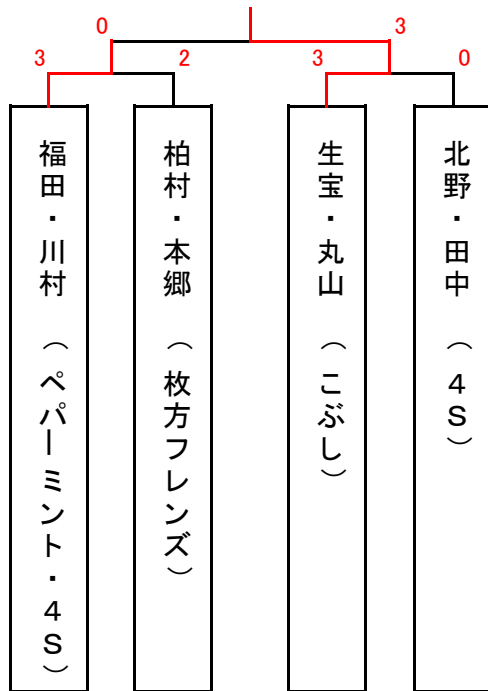 0 3
3 2 3 0
福田・川村 （ペパーミント・４Ｓ）
柏村・本郷 （枚方フレンズ）
生宝・丸山 （こぶし）
北野・田中 （４Ｓ）